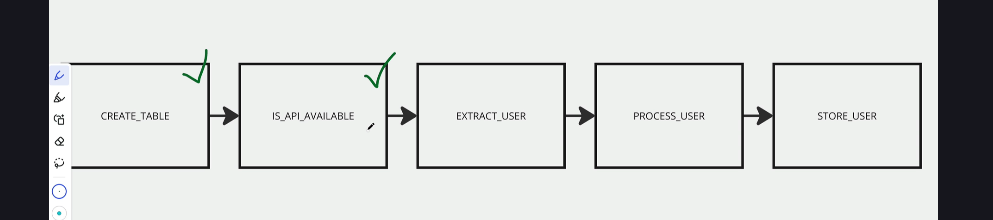 CREATE_TABLE
IS_API_AVAILABLE
EXTRACT_USER
PROCESS_USER
STORE_USER